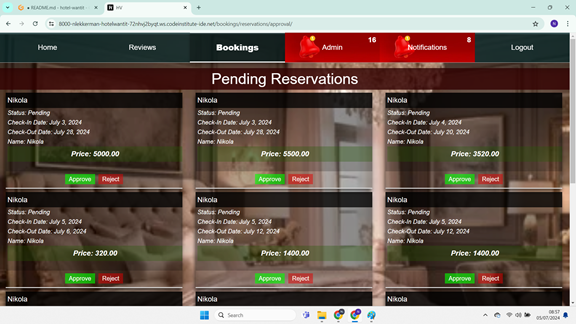 README.md - hotel-wantit -
HV
8000-nlekkerman-hotelwantit-72nhvj2byqt.ws.codeinstitute-ide.net/bookings/reservations/approval/
Home
Reviews
Bookings
Admin
16
Notifications
8
Logout
Pending Reservations
Nikola
Status: Pending
Check-In Date: July 3, 2024
Check-Out Date: July 28, 2024
Name: Nikola
Price: 5000.00
Approve
Reject
Nikola
Status: Pending
Check-In Date: July 3, 2024
Check-Out Date: July 28, 2024
Name: Nikola
Price: 5500.00
Approve
Reject
Nikola
Status: Pending
Check-In Date: July 4, 2024
Check-Out Date: July 20, 2024
Name: Nikola
Price: 3520.00
Approve
Reject
Nikola
Status: Pending
Check-In Date: July 5, 2024
Check-Out Date: July 6, 2024
Name: Nikola
Price: 320.00
Approve
Reject
Nikola
Status: Pending
Check-In Date: July 5, 2024
Check-Out Date: July 12, 2024
Name: Nikola
Price: 1400.00
Approve
Reject
Nikola
Status: Pending
Check-In Date: July 5, 2024
Check-Out Date: July 12, 2024
Name: Nikola
Price: 1400.00
Approve
Reject
Nikola
Nikola
Nikola
Search
08:57
05/07/2024